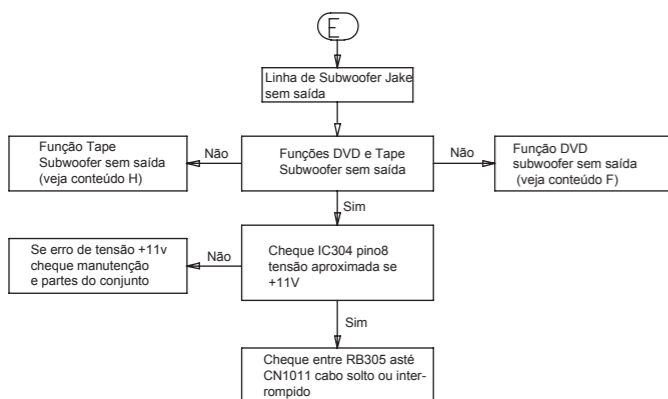 E
Linha de Subwoofer Jake
sem saída
Função Tape
Subwoofer sem saída
(veja conteúdo H)
Não
Funções DVD e Tape
Subwoofer sem saída
Não
Função DVD
subwoofer sem saída
(veja conteúdo F)
Sim
Se erro de tensão +11v
cheque manutenção
e partes do conjunto
Não
Cheque IC304 pino8
tensão aproximada se
+11V
Sim
Cheque entre RB305 asté
CN1011 cabo solto ou inter-
rompido